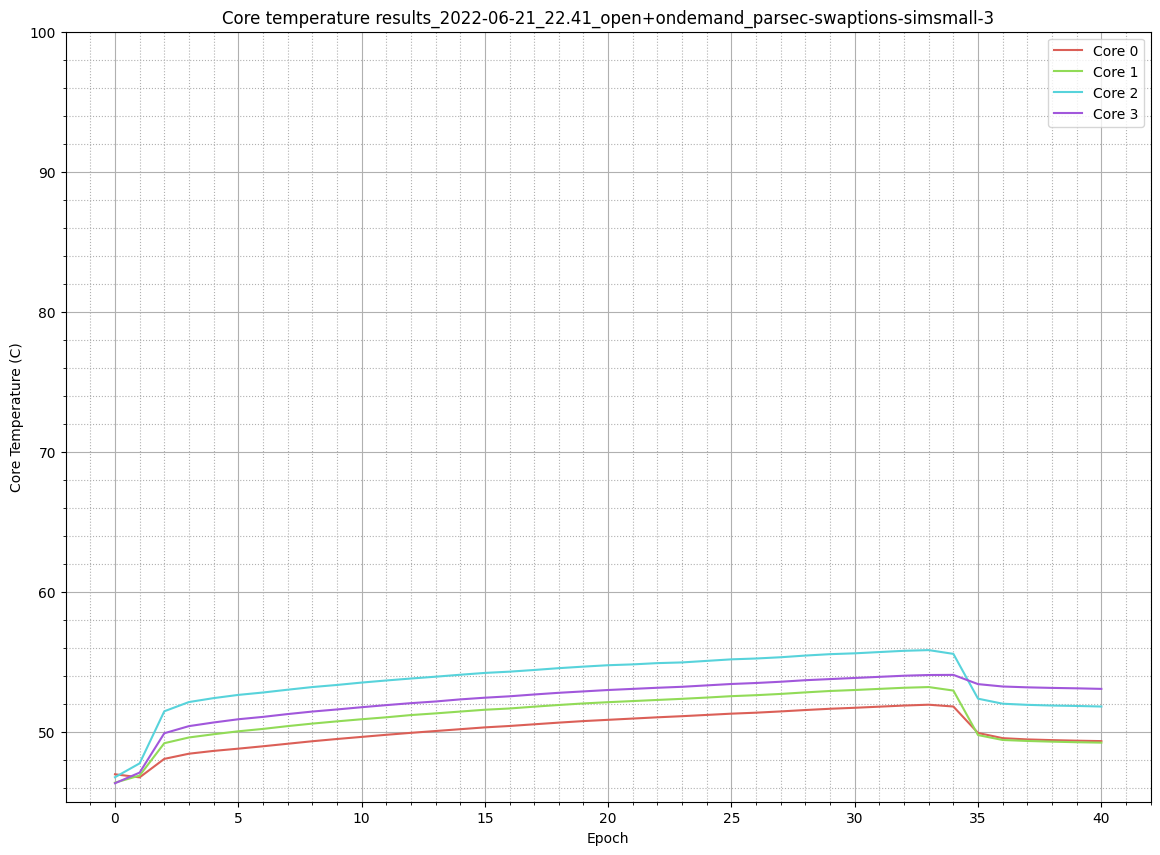 Core temperature results_2022-06-21_22.41_open+ondemand_parsec-swaptions-simsmall-3
Core 0
Core 1
Core 2
Core 3
100
90
80
70
60
50
Core Temperature (C)
0 5 10 15 20 25 30 35 40
Epoch